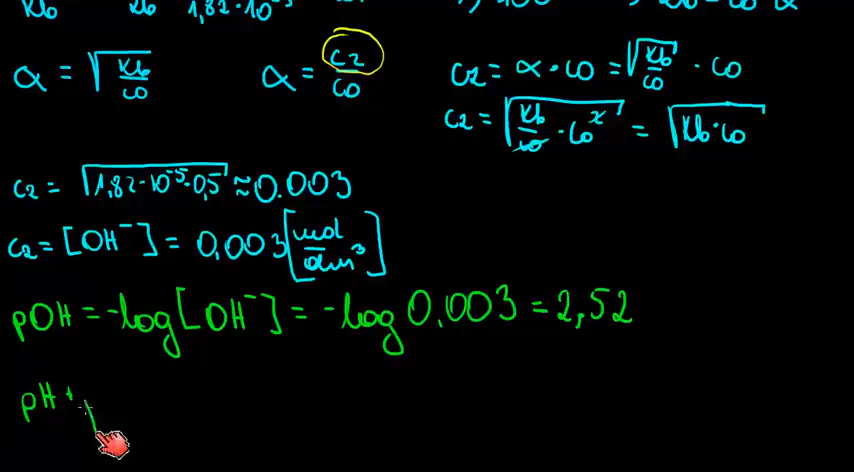 α = √(Kb/c0)   α = c2/c0   c2 = α · c0 = √(Kb/c0) · c0
c2 = √(Kb/c0 · c0²) = √(Kb · c0)
c2 = √(1,82 · 10⁻⁵ · 0,5) ≈ 0.003
c2 = [OH⁻] = 0,003 [mol/dm³]
pOH = -log[OH⁻] = -log 0,003 = 2,52
pH +